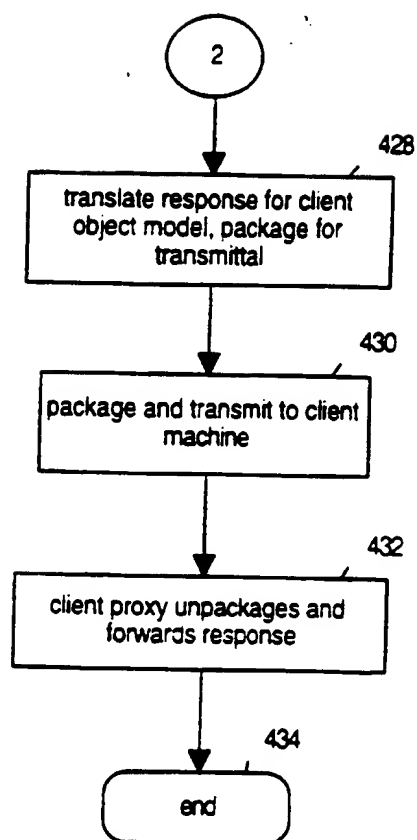 2
428
translate response for client
object model, package for
transmittal
430
package and transmit to client
machine
432
client proxy unpackages and
forwards response
434
end